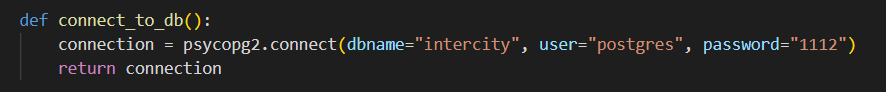 def connect_to_db():
    connection = psycopg2.connect(dbname="intercity", user="postgres", password="1112")
    return connection